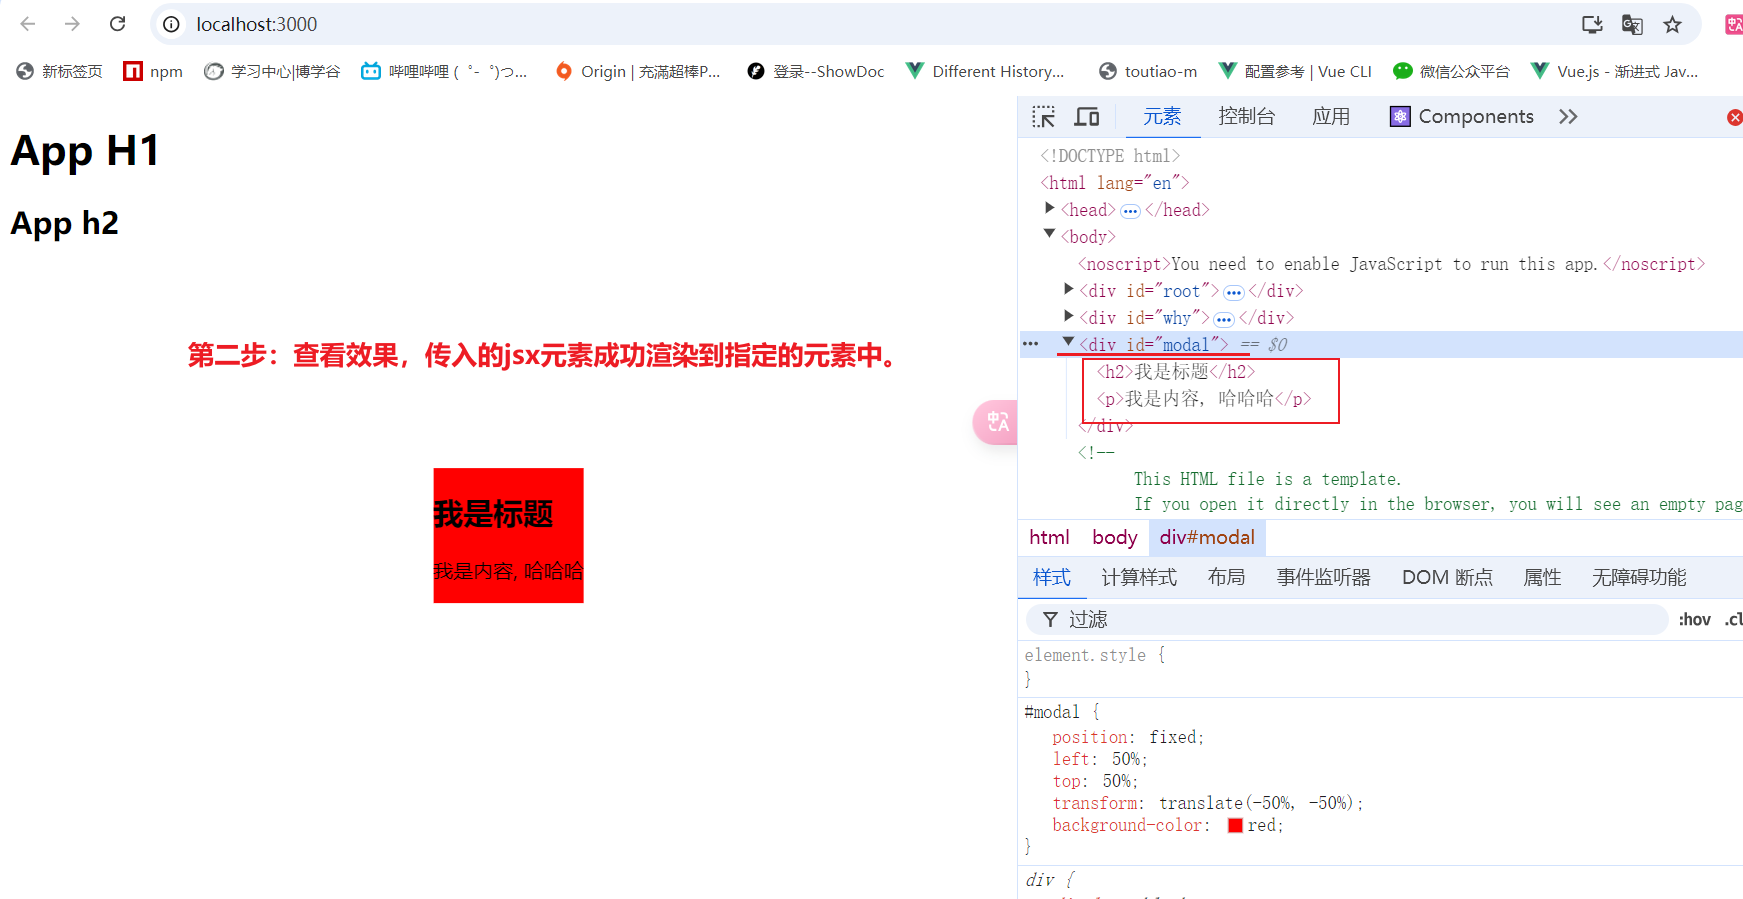 localhost:3000
新标签页 npm 学习中心|博学谷 哔哩哔哩 ( ゜- ゜)つ... Origin | 充满超棒P... 登录--ShowDoc Different History... toutiao-m 配置参考 | Vue CLI 微信公众平台 Vue.js - 渐进式 Jav...
App H1
App h2
第二步：查看效果，传入的jsx元素成功渲染到指定的元素中。
我是标题
我是内容, 哈哈哈
元素 控制台 应用 Components
<!DOCTYPE html>
<html lang="en">
<head>•••</head>
<body>
<noscript>You need to enable JavaScript to run this app.</noscript>
<div id="root">•••</div>
<div id="why">•••</div>
••• <div id="modal"> == $0
<h2>我是标题</h2>
<p>我是内容, 哈哈哈</p>
</div>
<!--
This HTML file is a template.
If you open it directly in the browser, you will see an empty pag
html body div#modal
样式 计算样式 布局 事件监听器 DOM 断点 属性 无障碍功能
过滤 :hov .cl
element.style {
}
#modal {
position: fixed;
left: 50%;
top: 50%;
transform: translate(-50%, -50%);
background-color: red;
}
div {